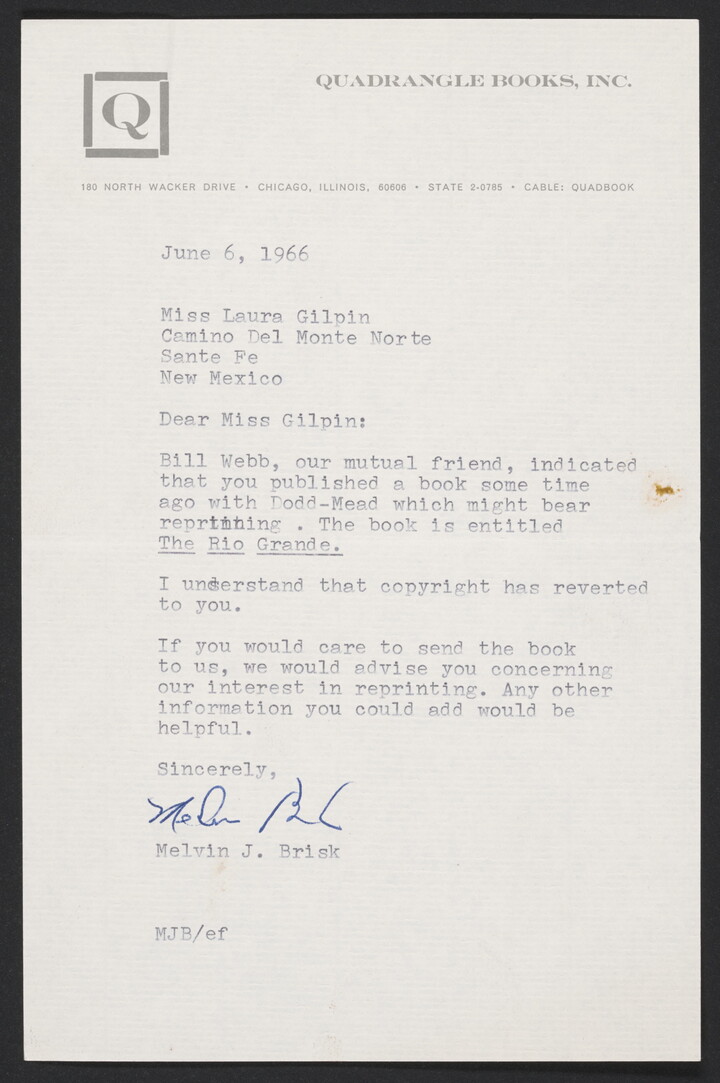 Q
QUADRANGLE BOOKS, INC.
180 NORTH WACKER DRIVE • CHICAGO, ILLINOIS, 60606 • STATE 2-0785 • CABLE: QUADBOOK
June 6, 1966
Miss Laura Gilpin
Camino Del Monte Norte
Sante Fe
New Mexico
Dear Miss Gilpin:
Bill Webb, our mutual friend, indicated
that you published a book some time
ago with Dodd-Mead which might bear
reprinting . The book is entitled
The Rio Grande.
I understand that copyright has reverted
to you.
If you would care to send the book
to us, we would advise you concerning
our interest in reprinting. Any other
information you could add would be
helpful.
Sincerely,
Melvin J. Brisk
MJB/ef